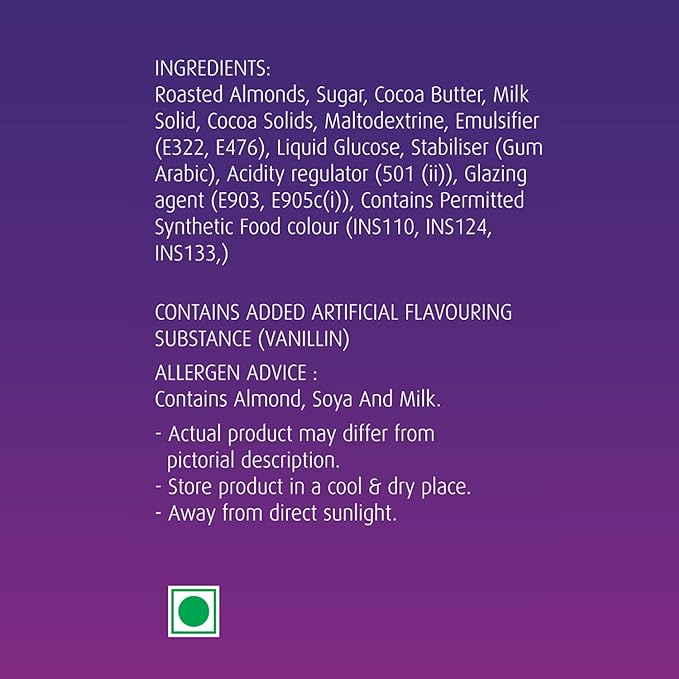 INGREDIENTS:
Roasted Almonds, Sugar, Cocoa Butter, Milk
Solid, Cocoa Solids, Maltodextrine, Emulsifier
(E322, E476), Liquid Glucose, Stabiliser (Gum
Arabic), Acidity regulator (501 (ii)), Glazing
agent (E903, E905c(i)), Contains Permitted
Synthetic Food colour (INS110, INS124,
INS133,)
CONTAINS ADDED ARTIFICIAL FLAVOURING
SUBSTANCE (VANILLIN)
ALLERGEN ADVICE :
Contains Almond, Soya And Milk.
- Actual product may differ from
pictorial description.
- Store product in a cool & dry place.
- Away from direct sunlight.